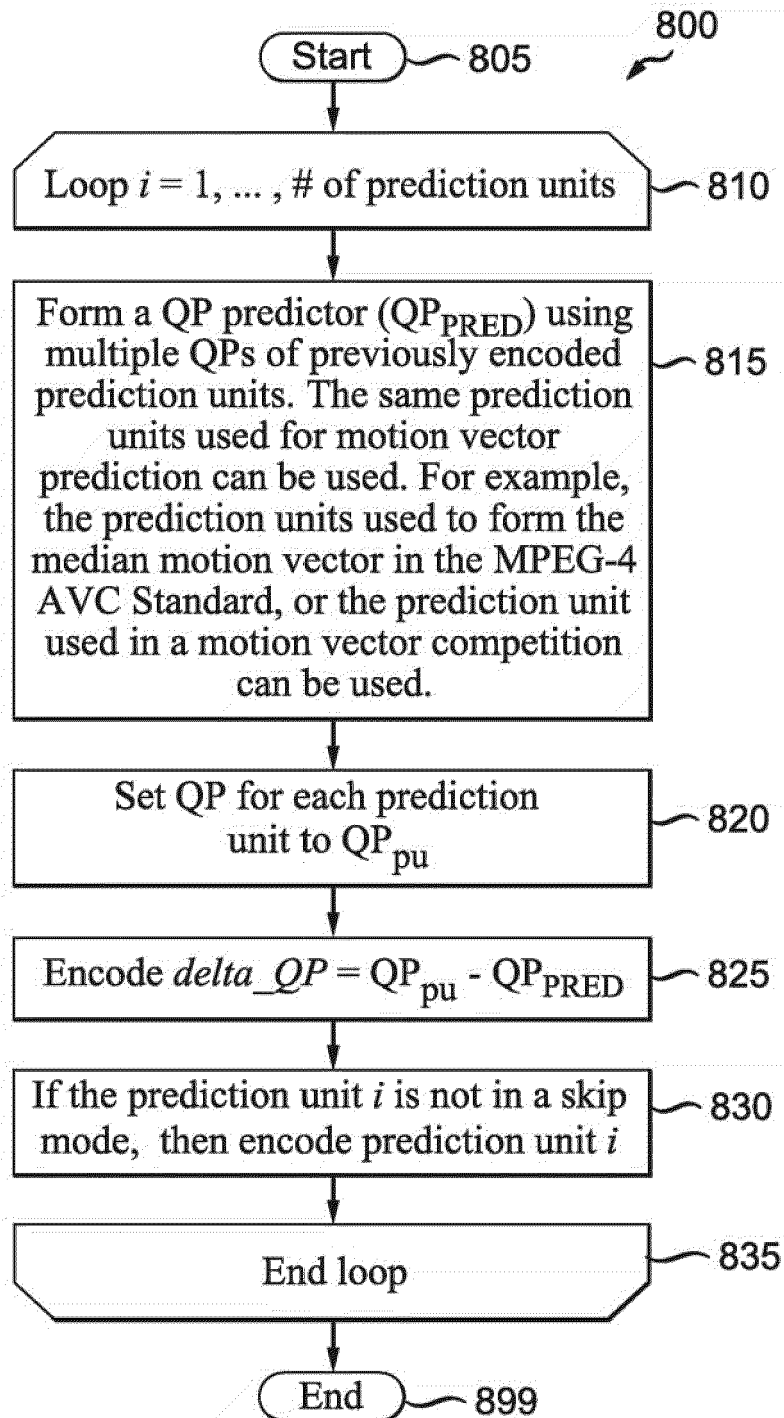 800
Start 805
Loop i = 1, ... , # of prediction units 810
Form a QP predictor (QPPRED) using
multiple QPs of previously encoded
prediction units. The same prediction
units used for motion vector
prediction can be used. For example,
the prediction units used to form the
median motion vector in the MPEG-4
AVC Standard, or the prediction unit
used in a motion vector competition
can be used.
815
Set QP for each prediction
unit to QPpu
820
Encode delta_QP = QPpu - QPPRED 825
If the prediction unit i is not in a skip
mode, then encode prediction unit i
830
End loop 835
End 899